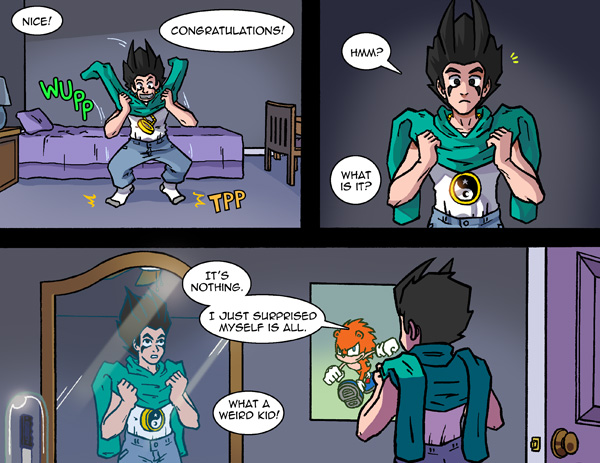 NICE!
CONGRATULATIONS!
WUPP
TPP
HMM?
WHAT
IS IT?
IT'S
NOTHING.
I JUST SURPRISED
MYSELF IS ALL.
WHAT A
WEIRD KID!